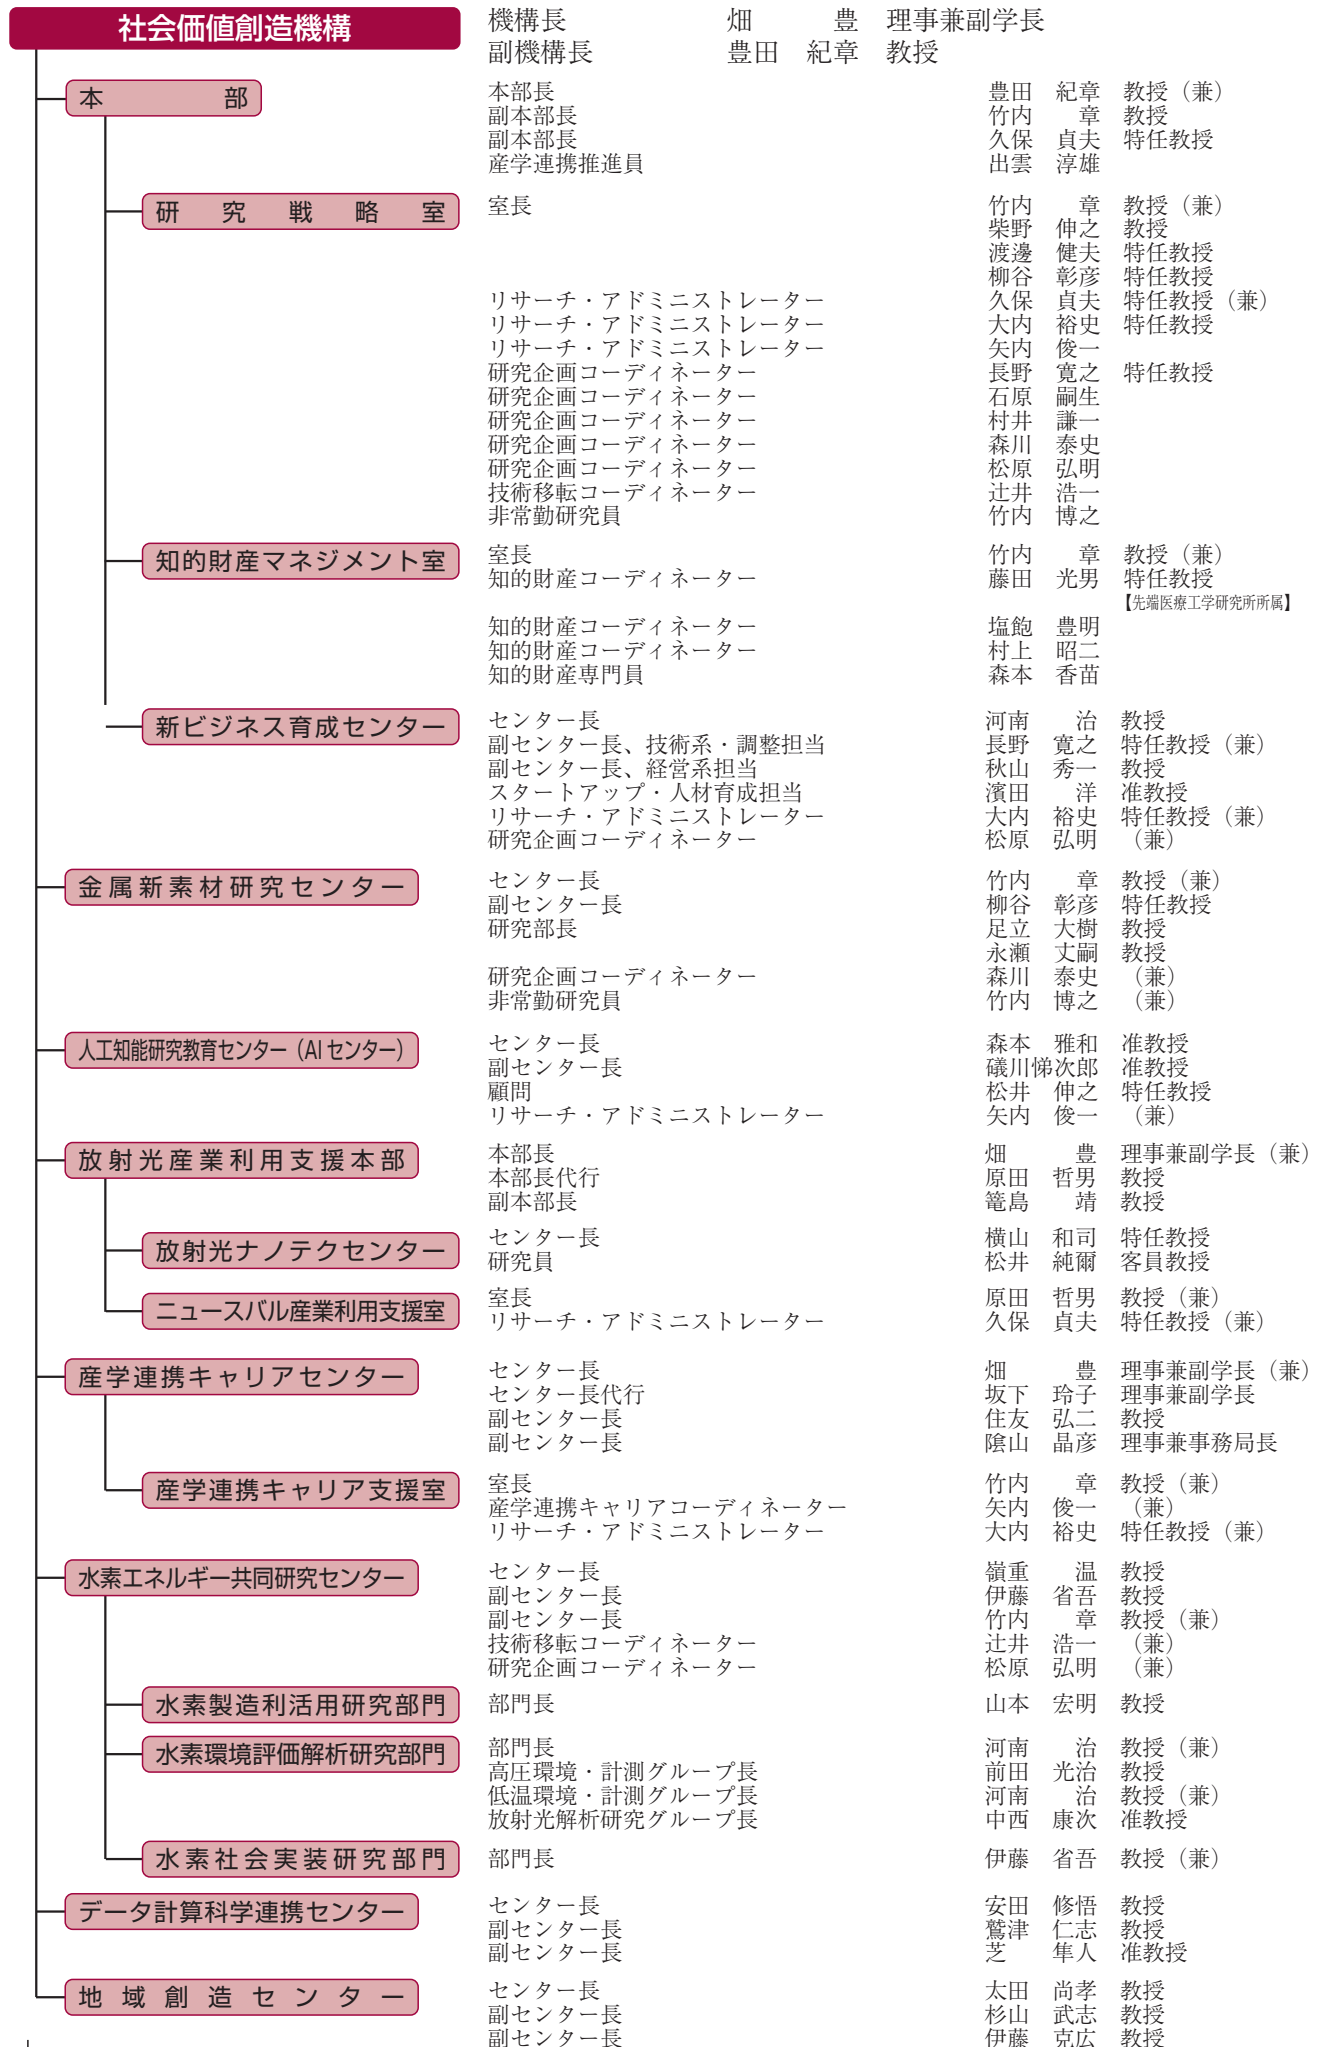 社会価値創造機構 機構長 畑 豊 理事兼副学長
副機構長 豊田 紀章 教授
本部 本部長 豊田 紀章 教授（兼）
副本部長 竹内 章 教授
副本部長 久保 貞夫 特任教授
産学連携推進員 出雲 淳雄
研究戦略室 室長 竹内 章 教授（兼）
柴野 伸之 教授
渡邊 健夫 特任教授
柳谷 彰彦 特任教授
リサーチ・アドミニストレーター 久保 貞夫 特任教授（兼）
リサーチ・アドミニストレーター 大内 裕史 特任教授
リサーチ・アドミニストレーター 矢内 俊一
研究企画コーディネーター 長野 寛之 特任教授
研究企画コーディネーター 石原 嗣生
研究企画コーディネーター 村井 謙一
研究企画コーディネーター 森川 泰史
研究企画コーディネーター 松原 弘明
技術移転コーディネーター 辻井 浩一
非常勤研究員 竹内 博之
知的財産マネジメント室 室長 竹内 章 教授（兼）
知的財産コーディネーター 藤田 光男 特任教授
【先端医療工学研究所所属】
知的財産コーディネーター 塩飽 豊明
知的財産コーディネーター 村上 昭二
知的財産専門員 森本 香苗
新ビジネス育成センター センター長 河南 治 教授
副センター長、技術系・調整担当 長野 寛之 特任教授（兼）
副センター長、経営系担当 秋山 秀一 教授
スタートアップ・人材育成担当 濱田 洋 准教授
リサーチ・アドミニストレーター 大内 裕史 特任教授（兼）
研究企画コーディネーター 松原 弘明 （兼）
金属新素材研究センター センター長 竹内 章 教授（兼）
副センター長 柳谷 彰彦 特任教授
研究部長 足立 大樹 教授
永瀬 丈嗣 教授
研究企画コーディネーター 森川 泰史 （兼）
非常勤研究員 竹内 博之 （兼）
人工知能研究教育センター（AI センター） センター長 森本 雅和 准教授
副センター長 礒川悌次郎 准教授
顧問 松井 伸之 特任教授
リサーチ・アドミニストレーター 矢内 俊一 （兼）
放射光産業利用支援本部 本部長 畑 豊 理事兼副学長（兼）
本部長代行 原田 哲男 教授
副本部長 篭島 靖 教授
放射光ナノテクセンター センター長 横山 和司 特任教授
研究員 松井 純爾 客員教授
ニュースバル産業利用支援室 室長 原田 哲男 教授（兼）
リサーチ・アドミニストレーター 久保 貞夫 特任教授（兼）
産学連携キャリアセンター センター長 畑 豊 理事兼副学長（兼）
センター長代行 坂下 玲子 理事兼副学長
副センター長 住友 弘二 教授
副センター長 陰山 晶彦 理事兼事務局長
産学連携キャリア支援室 室長 竹内 章 教授（兼）
産学連携キャリアコーディネーター 矢内 俊一 （兼）
リサーチ・アドミニストレーター 大内 裕史 特任教授（兼）
水素エネルギー共同研究センター センター長 嶺重 温 教授
副センター長 伊藤 省吾 教授
副センター長 竹内 章 教授（兼）
技術移転コーディネーター 辻井 浩一 （兼）
研究企画コーディネーター 松原 弘明 （兼）
水素製造利活用研究部門 部門長 山本 宏明 教授
水素環境評価解析研究部門 部門長 河南 治 教授（兼）
高圧環境・計測グループ長 前田 光治 教授
低温環境・計測グループ長 河南 治 教授（兼）
放射光解析研究グループ長 中西 康次 准教授
水素社会実装研究部門 部門長 伊藤 省吾 教授（兼）
データ計算科学連携センター センター長 安田 修悟 教授
副センター長 鷲津 仁志 教授
副センター長 芝 隼人 准教授
地域創造センター センター長 太田 尚孝 教授
副センター長 杉山 武志 教授
副センター長 伊藤 克広 教授